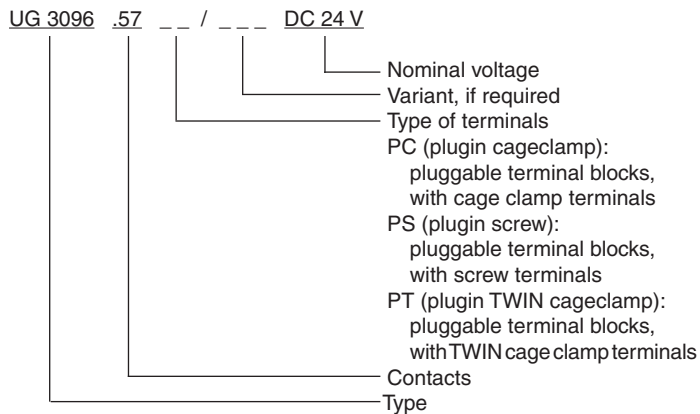 UG 3096 .57 _ _ / _ _ _ DC 24 V
Nominal voltage
Variant, if required
Type of terminals
PC (plugin cageclamp):
pluggable terminal blocks,
with cage clamp terminals
PS (plugin screw):
pluggable terminal blocks,
with screw terminals
PT (plugin TWIN cageclamp):
pluggable terminal blocks,
with TWIN cage clamp terminals
Contacts
Type